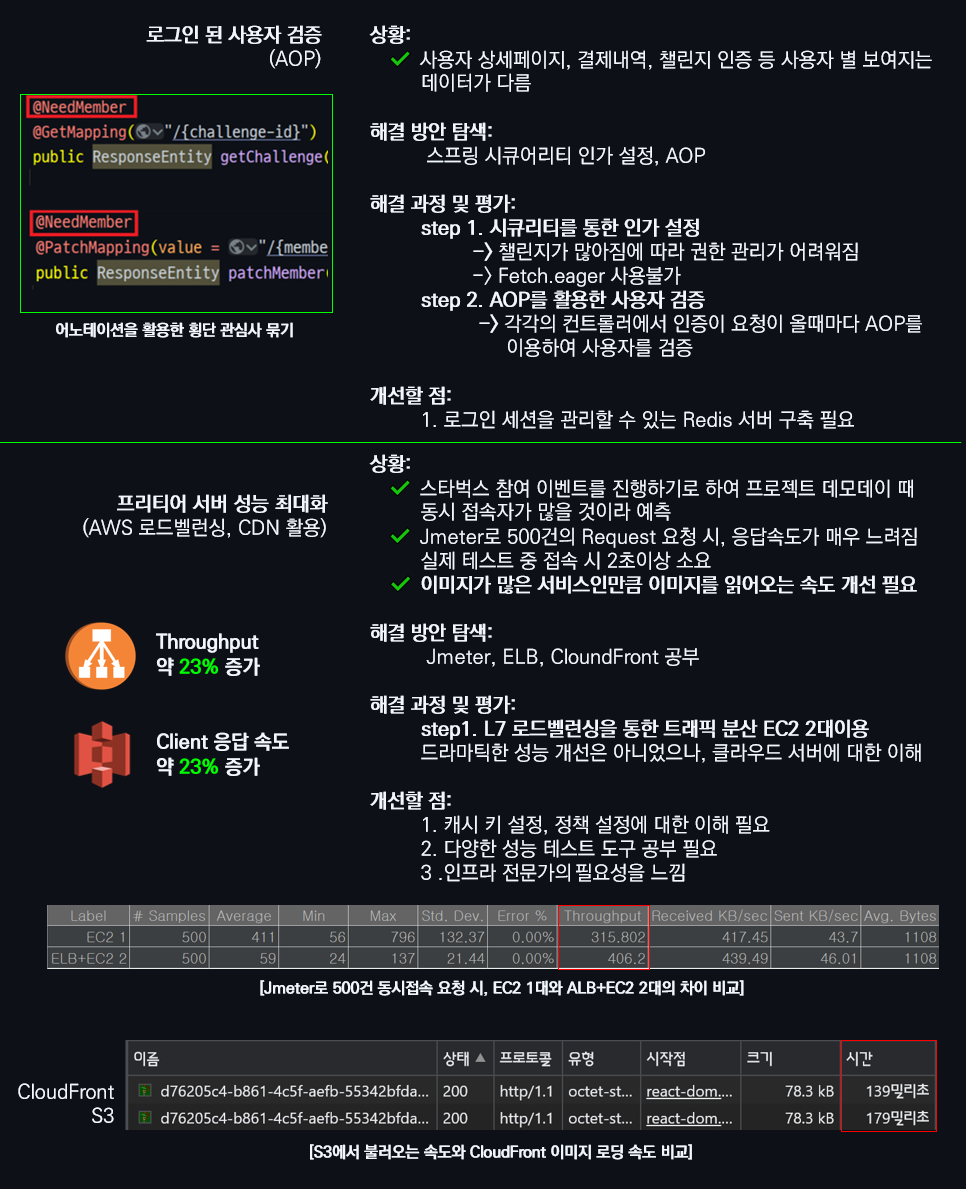 로그인 된 사용자 검증
(AOP)
@NeedMember
@GetMapping("/{challenge-id}")
public ResponseEntity getChallenge(
@NeedMember
@PatchMapping(value = "/{membe
public ResponseEntity patchMember(
어노테이션을 활용한 횡단 관심사 묶기
상황:
사용자 상세페이지, 결제내역, 챌린지 인증 등 사용자 별 보여지는
데이터가 다름
해결 방안 탐색:
스프링 시큐어리티 인가 설정, AOP
해결 과정 및 평가:
step 1. 시큐리티를 통한 인가 설정
-> 챌린지가 많아짐에 따라 권한 관리가 어려워짐
-> Fetch.eager 사용불가
step 2. AOP를 활용한 사용자 검증
-> 각각의 컨트롤러에서 인증이 요청이 올때마다 AOP를
이용하여 사용자를 검증
개선할 점:
1. 로그인 세션을 관리할 수 있는 Redis 서버 구축 필요
프리티어 서버 성능 최대화
(AWS 로드벨런싱, CDN 활용)
Throughput
약 23% 증가
Client 응답 속도
약 23% 증가
상황:
스타벅스 참여 이벤트를 진행하기로 하여 프로젝트 데모데이 때
동시 접속자가 많을 것이라 예측
Jmeter로 500건의 Request 요청 시, 응답속도가 매우 느려짐
실제 테스트 중 접속 시 2초이상 소요
이미지가 많은 서비스인만큼 이미지를 읽어오는 속도 개선 필요
해결 방안 탐색:
Jmeter, ELB, CloundFront 공부
해결 과정 및 평가:
step1. L7 로드벨런싱을 통한 트래픽 분산 EC2 2대이용
드라마틱한 성능 개선은 아니었으나, 클라우드 서버에 대한 이해
개선할 점:
1. 캐시 키 설정, 정책 설정에 대한 이해 필요
2. 다양한 성능 테스트 도구 공부 필요
3 .인프라 전문가의 필요성을 느낌
Label # Samples Average Min Max Std. Dev. Error % Throughput Received KB/sec Sent KB/sec Avg. Bytes
EC2 1 500 411 56 796 132.37 0.00% 315.802 417.45 43.7 1108
ELB+EC2 2 500 59 24 137 21.44 0.00% 406.2 439.49 46.01 1108
[Jmeter로 500건 동시접속 요청 시, EC2 1대와 ALB+EC2 2대의 차이 비교]
이름 상태 프로토콜 유형 시작점 크기 시간
CloudFront d76205c4-b861-4c5f-aefb-55342bfda... 200 http/1.1 octet-st... react-dom.... 78.3 kB 139밀리초
S3 d76205c4-b861-4c5f-aefb-55342bfda... 200 http/1.1 octet-st... react-dom.... 78.3 kB 179밀리초
[S3에서 불러오는 속도와 CloudFront 이미지 로딩 속도 비교]